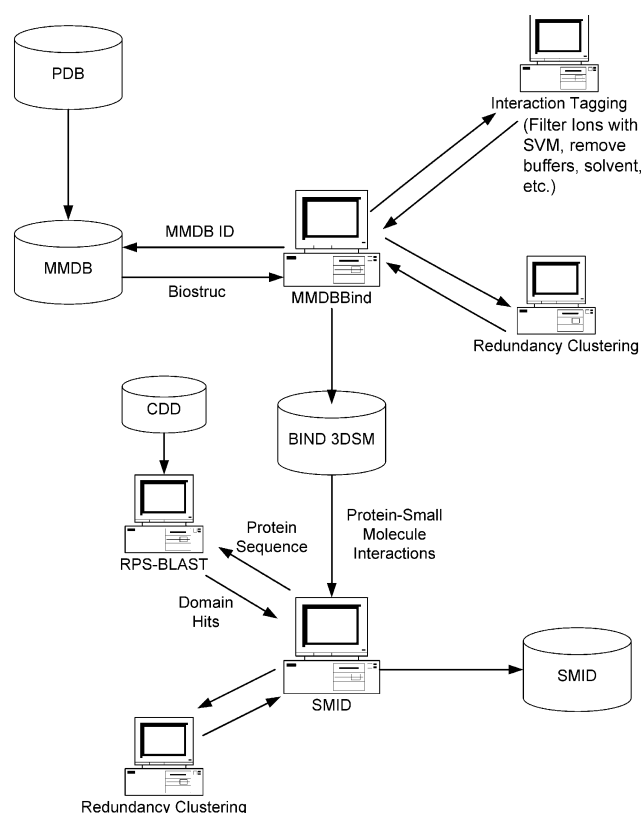 PDB
Interaction Tagging
(Filter Ions with
SVM, remove
buffers, solvent,
etc.)
MMDB ID
MMDB
Biostruc
MMDBBind
Redundancy Clustering
CDD
BIND 3DSM
Protein
Sequence
Protein-Small
Molecule
Interactions
RPS-BLAST
Domain
Hits
SMID
SMID
Redundancy Clustering